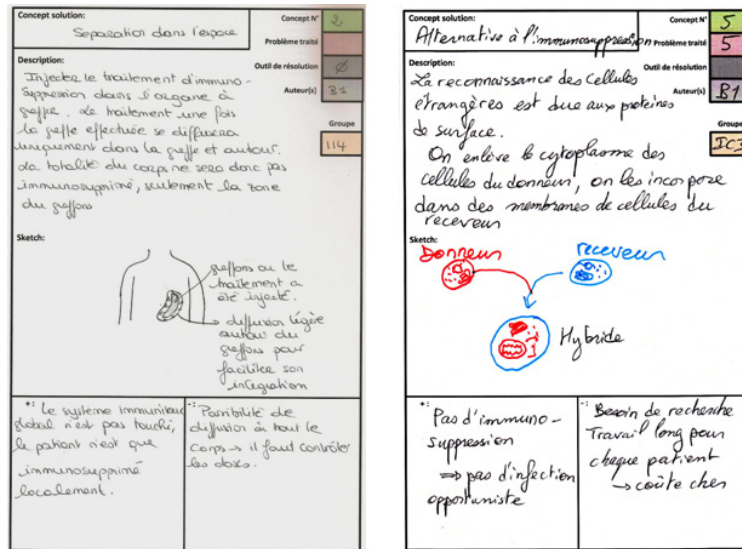 Concept solution:
Separation dans l'espace
Concept N° 2
Problème traité
Outil de résolution Ø
Auteur(s) B1
Groupe
114
Description:
Injecter le traitement d'immuno-
suppression dans l'organe à
greffer. Le traitement une fois
la greffe effectuée se diffusera
uniquement dans la greffe et autour.
La totalité du corps ne sera donc pas
immunosupprimé, seulement la zone
du greffons
Sketch:
greffons ou le
traitement a
été injecté.
diffusion légère
autour du
greffons pour
faciliter son
intégration
+:
Le système immunitaire
global n'est pas touché,
le patient n'est que
immunosupprimé
localement.
-:
Possibilité de
diffusion à tout le
corps → il faut contrôler
les doses.
Concept solution:
Alternative à l'immunosuppression
Concept N° 5
Problème traité 5
Outil de résolution
Auteur(s) B1
Groupe
IC3
Description:
La reconnaissance des cellules
étrangères est due aux protéines
de surface.
On enlève le cytoplasme des
cellules du donneur, on les incorpore
dans des membranes de cellules du
receveur
Sketch:
Donneur
receveur
Hybride
+:
Pas d'immuno-
suppression
⇒ pas d'infection
opportuniste
-:
Besoin de recherche
Travail long pour
chaque patient
→ coûte cher